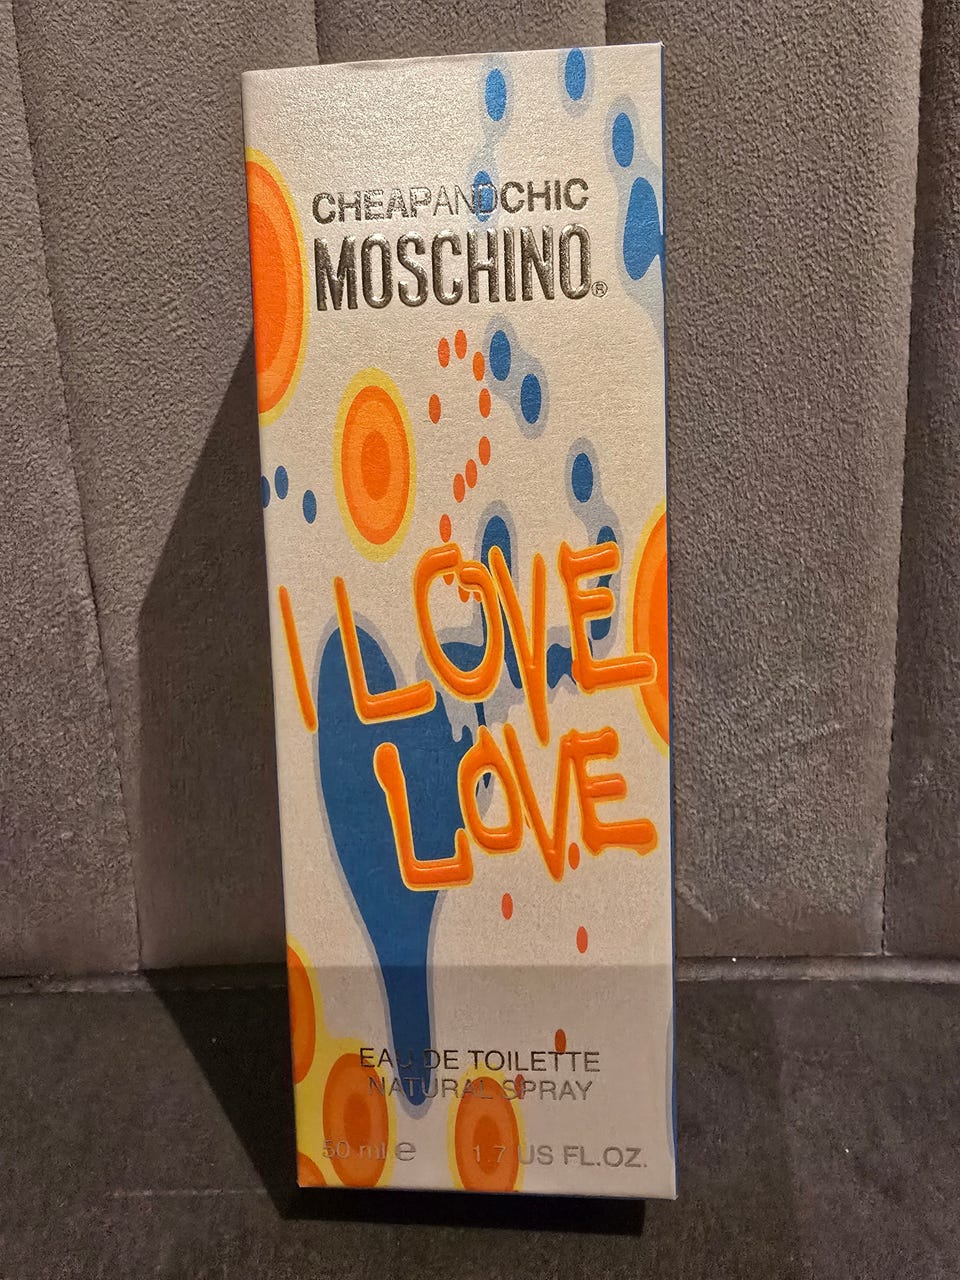 CHEAPANDCHIC
MOSCHINO®
I LOVE
LOVE
EAU DE TOILETTE
NATURAL SPRAY
50 ml ℮ 1.7 US FL.OZ.